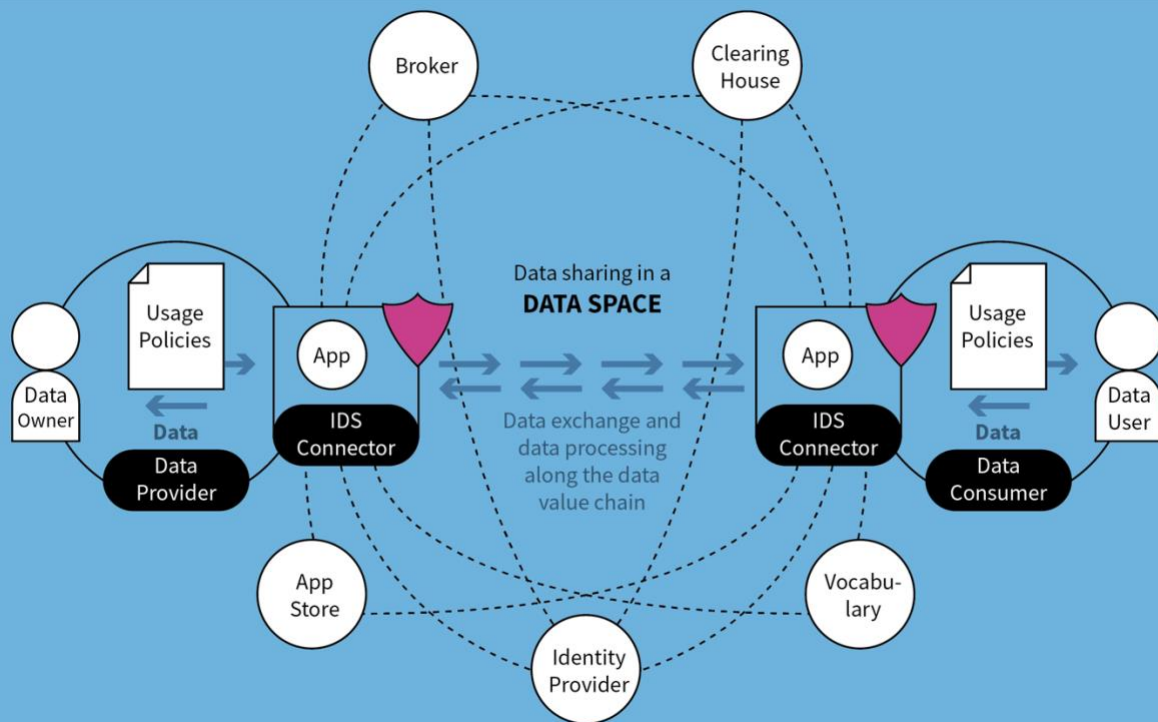 Broker
Clearing
House
Data sharing in a
DATA SPACE
Usage
Policies
App
App
Usage
Policies
Data
Owner
Data
Data
Provider
IDS
Connector
Data exchange and
data processing
along the data
value chain
IDS
Connector
Data
Data
Consumer
Data
User
App
Store
Vocabu-
lary
Identity
Provider